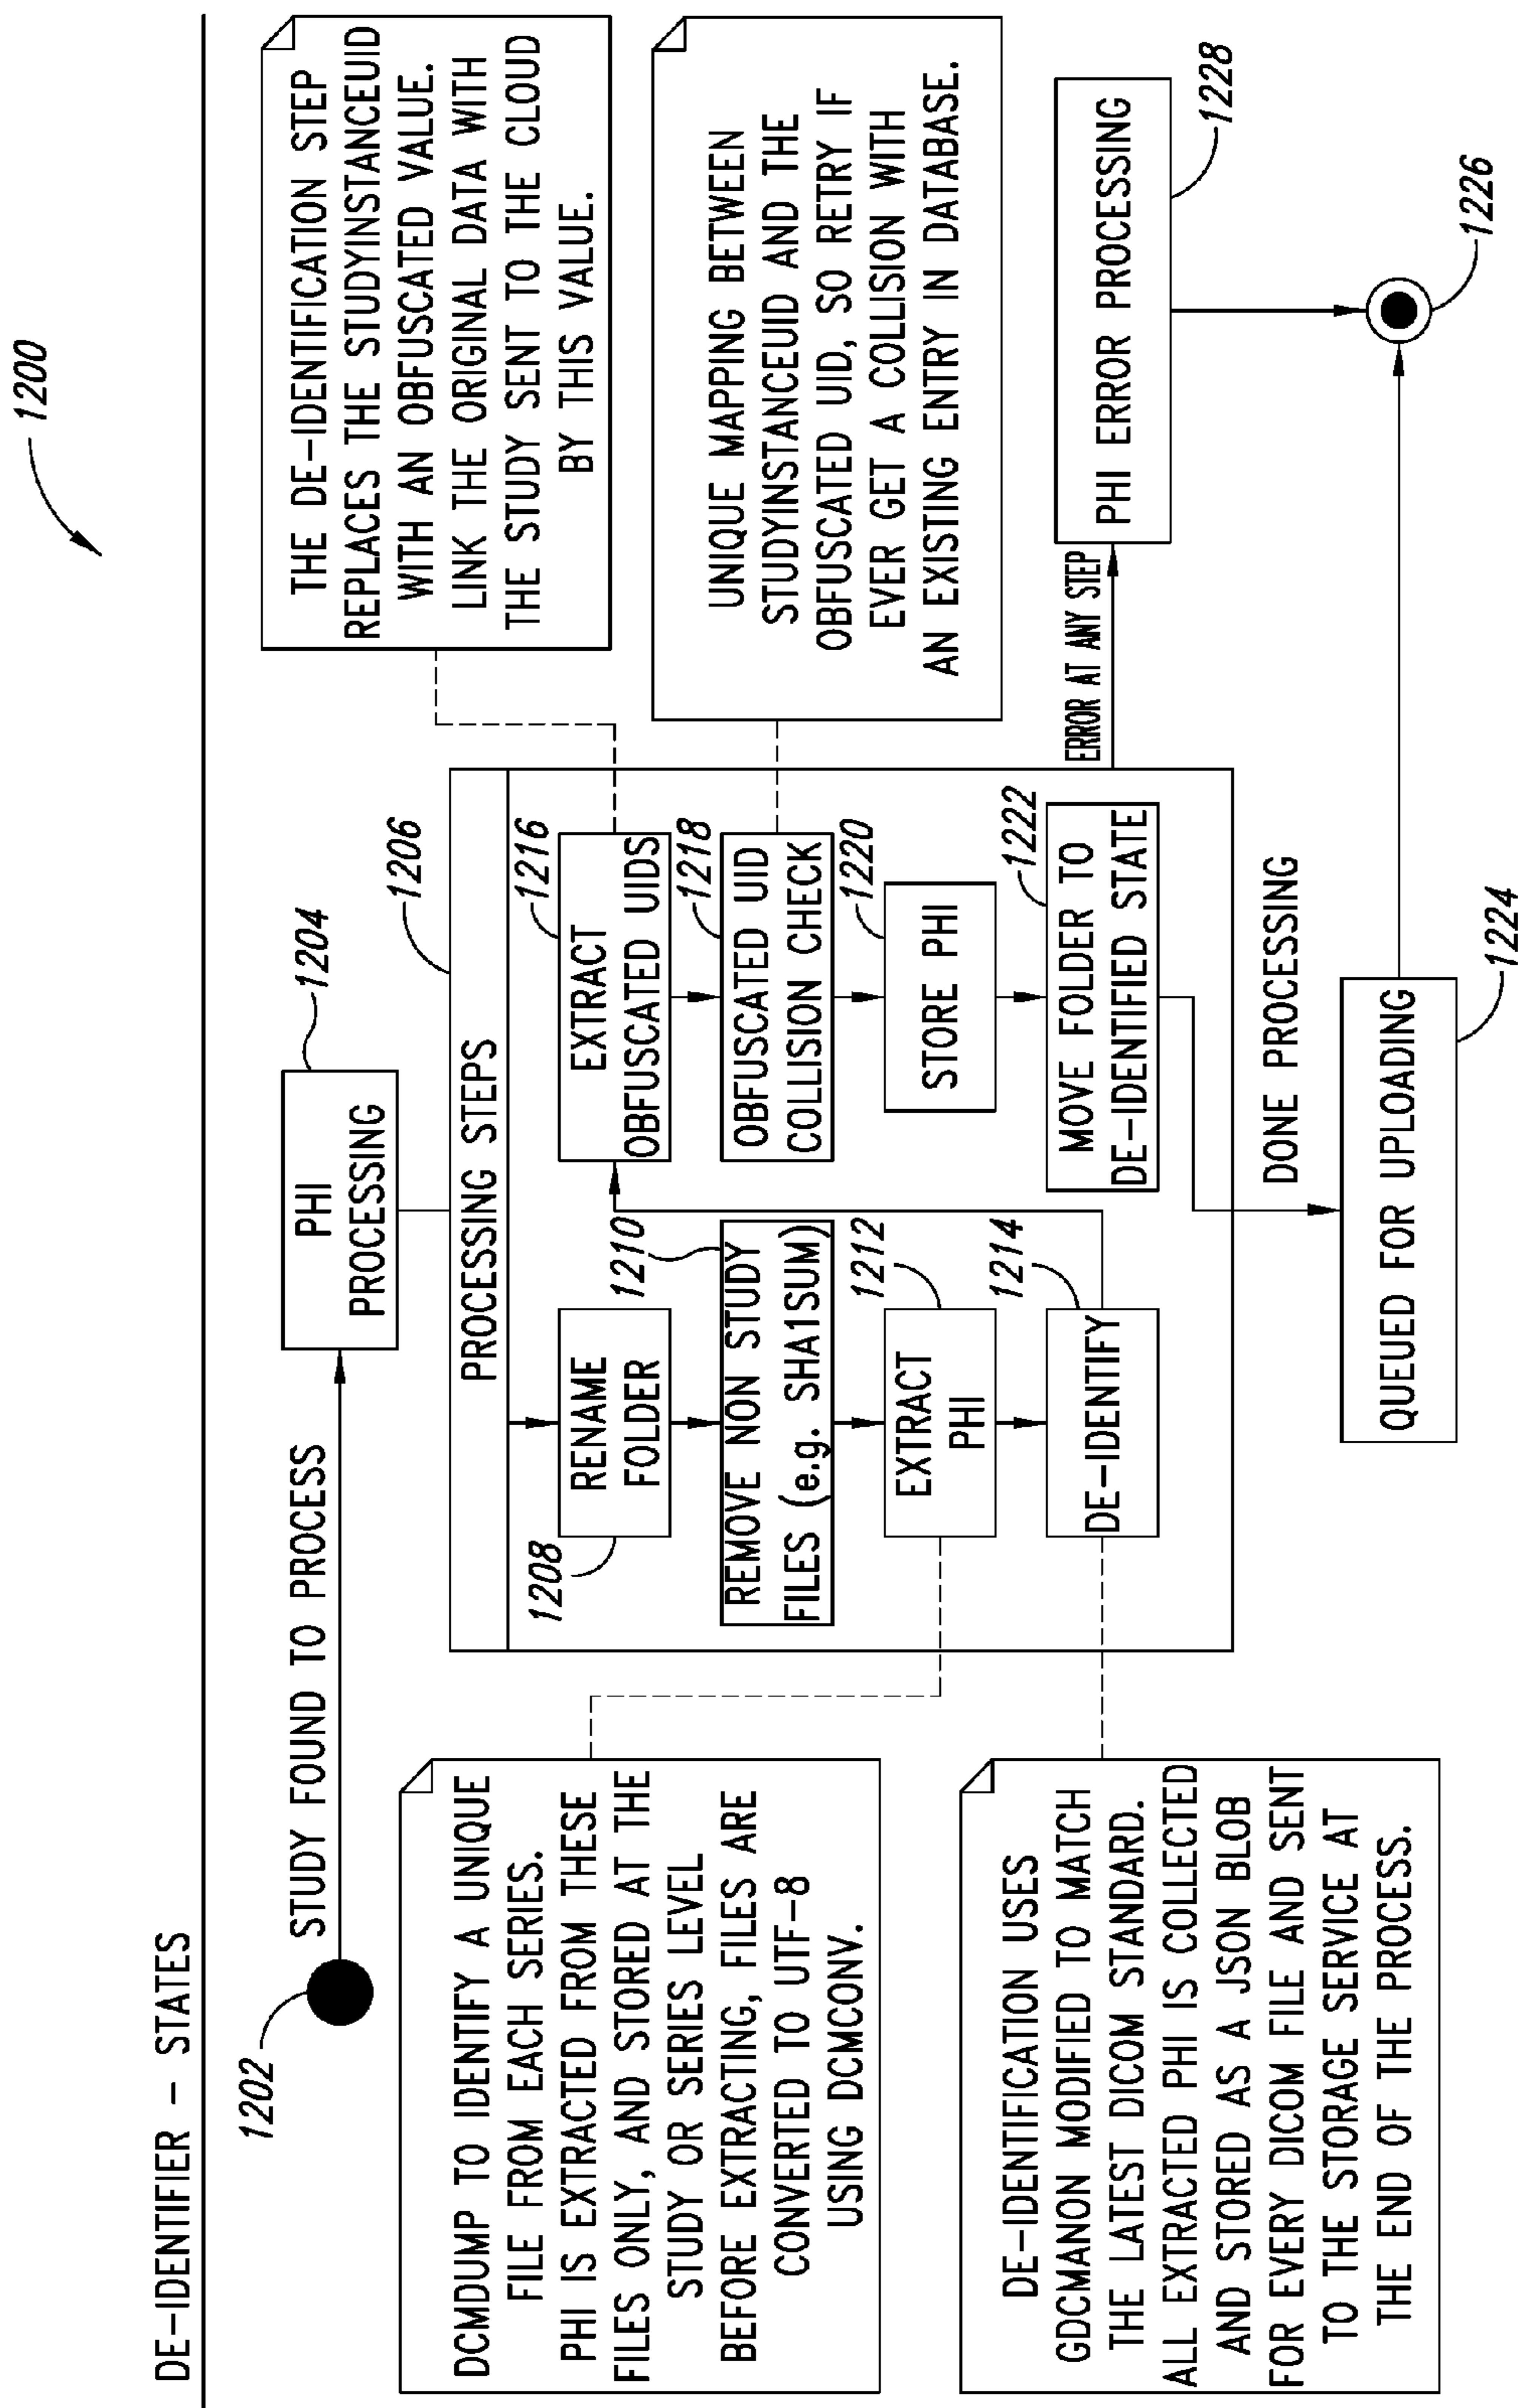 1200
DE-IDENTIFIER - STATES
1202
STUDY FOUND TO PROCESS
PHI
PROCESSING
1204
1206
PROCESSING STEPS
1208
RENAME
FOLDER
1210
REMOVE NON STUDY
FILES (e.g. SHA1SUM)
1212
EXTRACT
PHI
1214
DE-IDENTIFY
1216
EXTRACT
OBFUSCATED UIDS
1218
OBFUSCATED UID
COLLISION CHECK
1220
STORE PHI
1222
MOVE FOLDER TO
DE-IDENTIFIED STATE
DONE PROCESSING
QUEUED FOR UPLOADING
1224
ERROR AT ANY STEP
PHI ERROR PROCESSING
1228
1226
DCMDUMP TO IDENTIFY A UNIQUE
FILE FROM EACH SERIES.
PHI IS EXTRACTED FROM THESE
FILES ONLY, AND STORED AT THE
STUDY OR SERIES LEVEL
BEFORE EXTRACTING, FILES ARE
CONVERTED TO UTF-8
USING DCMCONV.
DE-IDENTIFICATION USES
GDCMANON MODIFIED TO MATCH
THE LATEST DICOM STANDARD.
ALL EXTRACTED PHI IS COLLECTED
AND STORED AS A JSON BLOB
FOR EVERY DICOM FILE AND SENT
TO THE STORAGE SERVICE AT
THE END OF THE PROCESS.
THE DE-IDENTIFICATION STEP
REPLACES THE STUDYINSTANCEUID
WITH AN OBFUSCATED VALUE.
LINK THE ORIGINAL DATA WITH
THE STUDY SENT TO THE CLOUD
BY THIS VALUE.
UNIQUE MAPPING BETWEEN
STUDYINSTANCEUID AND THE
OBFUSCATED UID, SO RETRY IF
EVER GET A COLLISION WITH
AN EXISTING ENTRY IN DATABASE.